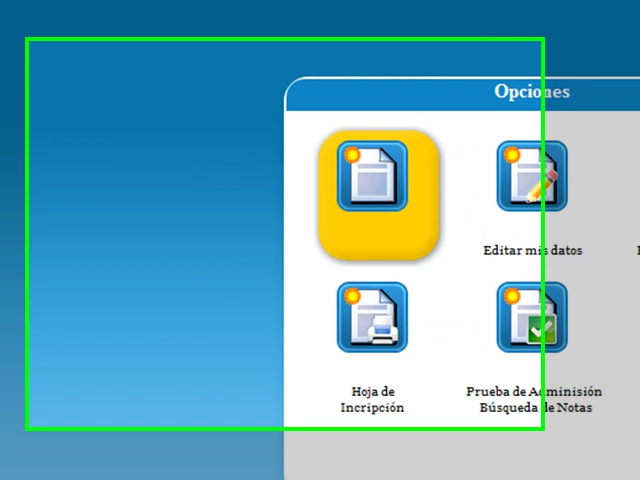 Opciones
Editar mis datos
Hoja de
Incripción
Prueba de Adminisión
Búsqueda de Notas